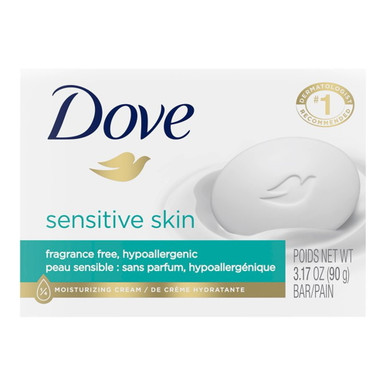 Dove
DERMATOLOGIST
#1
RECOMMENDED
sensitive skin
fragrance free, hypoallergenic
peau sensible : sans parfum, hypoallergénique
¼ MOISTURIZING CREAM / DE CRÈME HYDRATANTE
POIDS NET WT
3.17 OZ (90 g)
BAR/PAIN